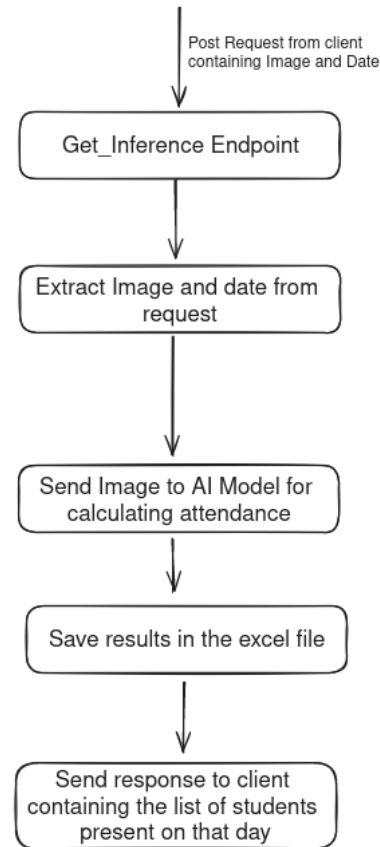 Post Request from client
containing Image and Date
Get_Inference Endpoint
Extract Image and date from
request
Send Image to AI Model for
calculating attendance
Save results in the excel file
Send response to client
containing the list of students
present on that day